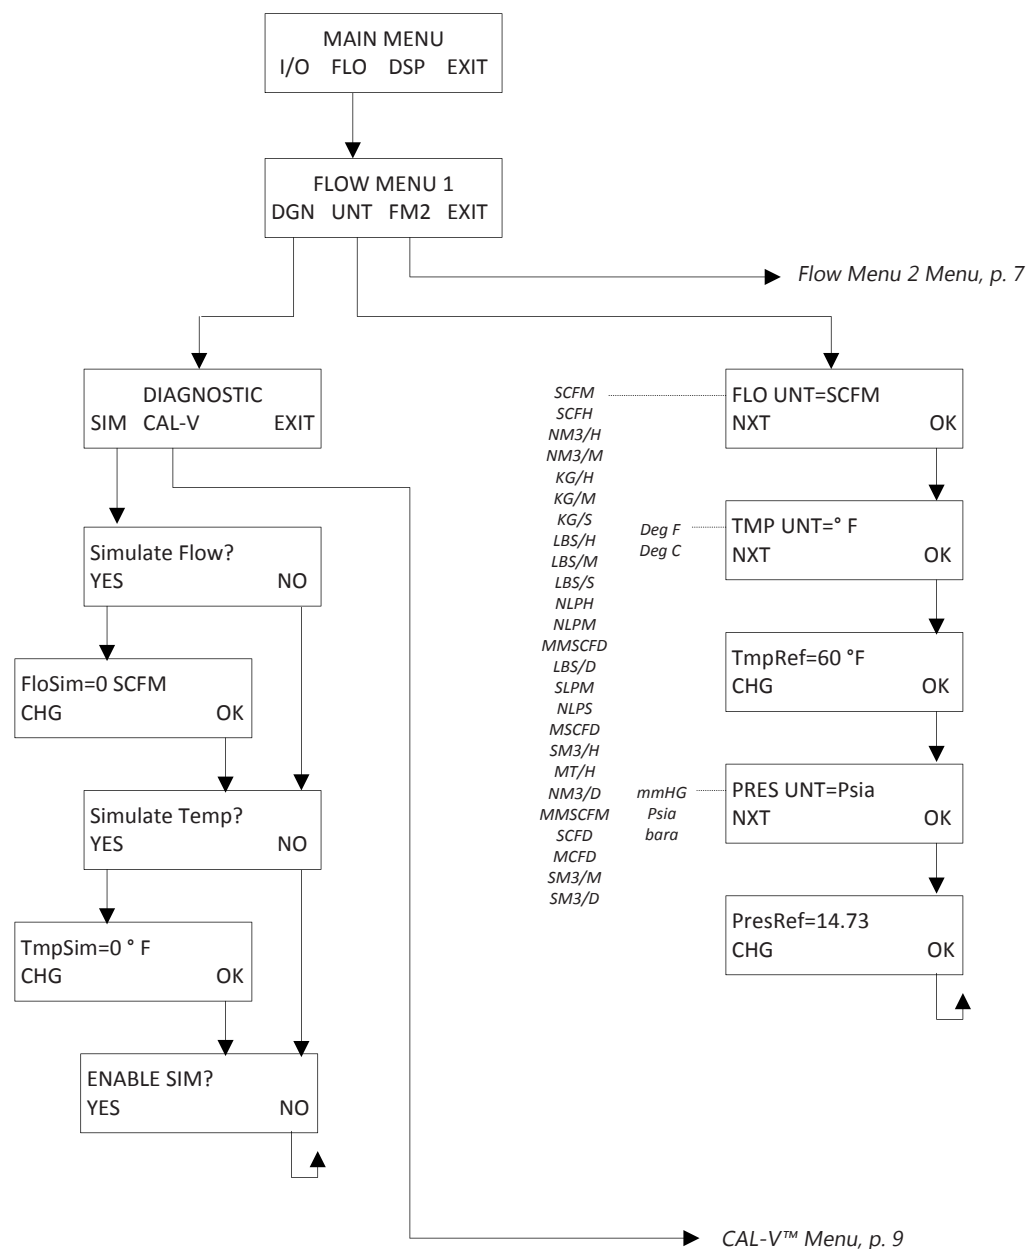 MAIN MENU
I/O FLO DSP EXIT
FLOW MENU 1
DGN UNT FM2 EXIT
Flow Menu 2 Menu, p. 7
DIAGNOSTIC
SIM CAL-V EXIT
Simulate Flow?
YES NO
FloSim=0 SCFM
CHG OK
Simulate Temp?
YES NO
TmpSim=0 ° F
CHG OK
ENABLE SIM?
YES NO
SCFM
SCFH
NM3/H
NM3/M
KG/H
KG/M
KG/S
LBS/H
LBS/M
LBS/S
NLPH
NLPM
MMSCFD
LBS/D
SLPM
NLPS
MSCFD
SM3/H
MT/H
NM3/D
MMSCFM
SCFD
MCFD
SM3/M
SM3/D
FLO UNT=SCFM
NXT OK
Deg F
Deg C
TMP UNT=° F
NXT OK
TmpRef=60 °F
CHG OK
mmHG
Psia
bara
PRES UNT=Psia
NXT OK
PresRef=14.73
CHG OK
CAL-V™ Menu, p. 9